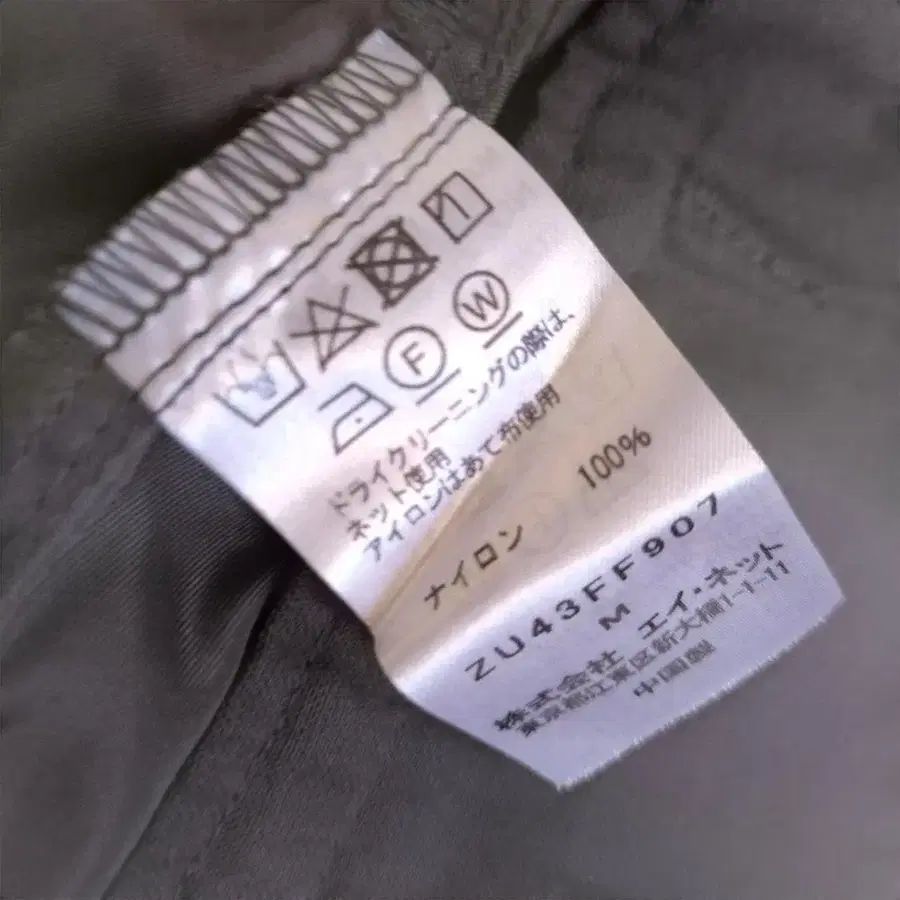 F
W
ドライクリーニングの際は、
ネット使用
アイロンはあて布使用
ナイロン 100%
ZU43FF907
M
株式会社 エイ・ネット
東京都江東区新大橋1-1-11
中国製